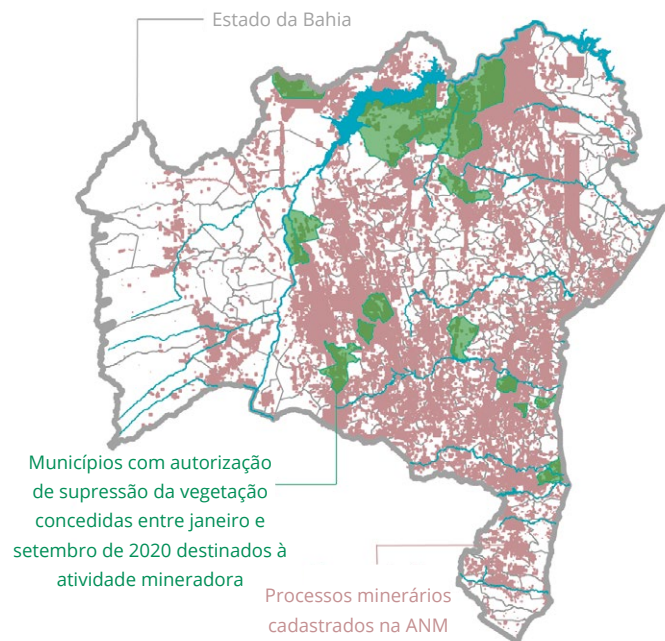 Estado da Bahia
Municípios com autorização
de supressão da vegetação
concedidas entre janeiro e
setembro de 2020 destinados à
atividade mineradora
Processos minerários
cadastrados na ANM